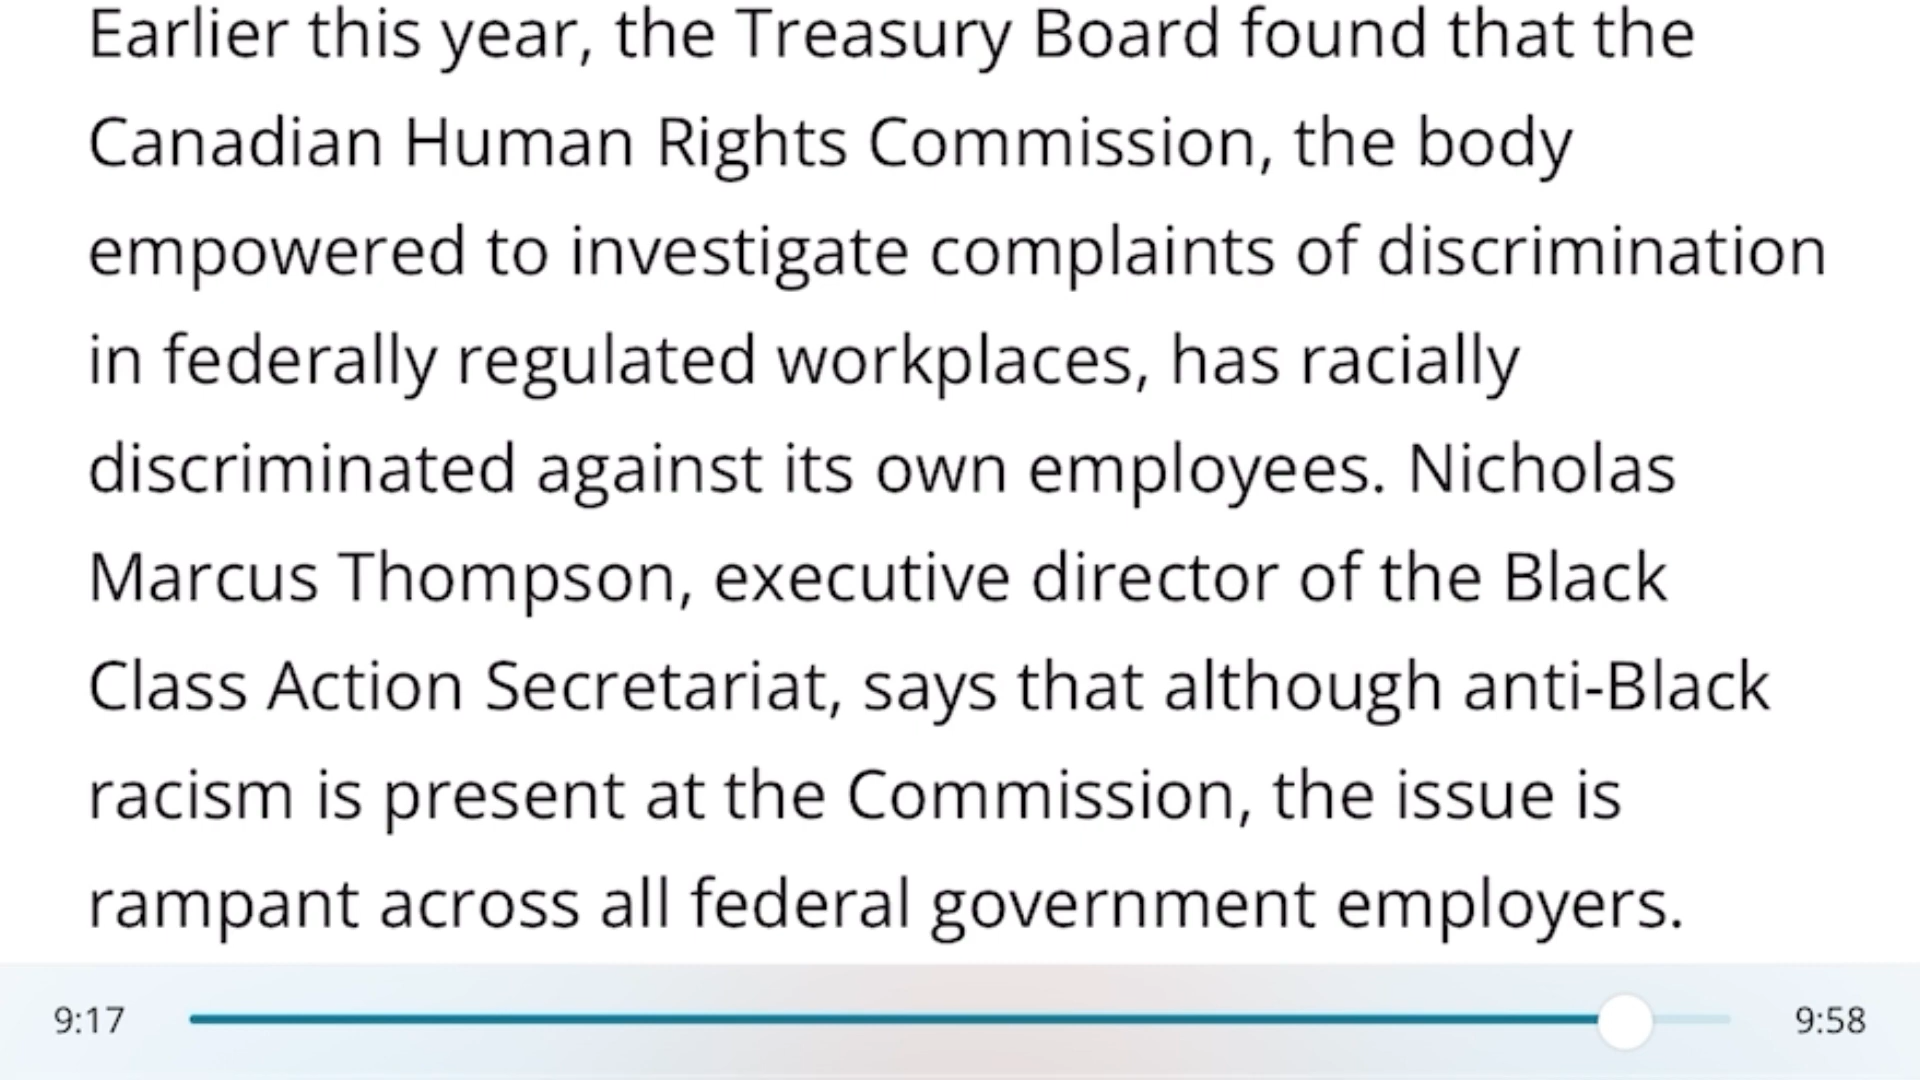 Earlier this year, the Treasury Board found that the
Canadian Human Rights Commission, the body
empowered to investigate complaints of discrimination
in federally regulated workplaces, has racially
discriminated against its own employees. Nicholas
Marcus Thompson, executive director of the Black
Class Action Secretariat, says that although anti-Black
racism is present at the Commission, the issue is
rampant across all federal government employers.
9:17 9:58